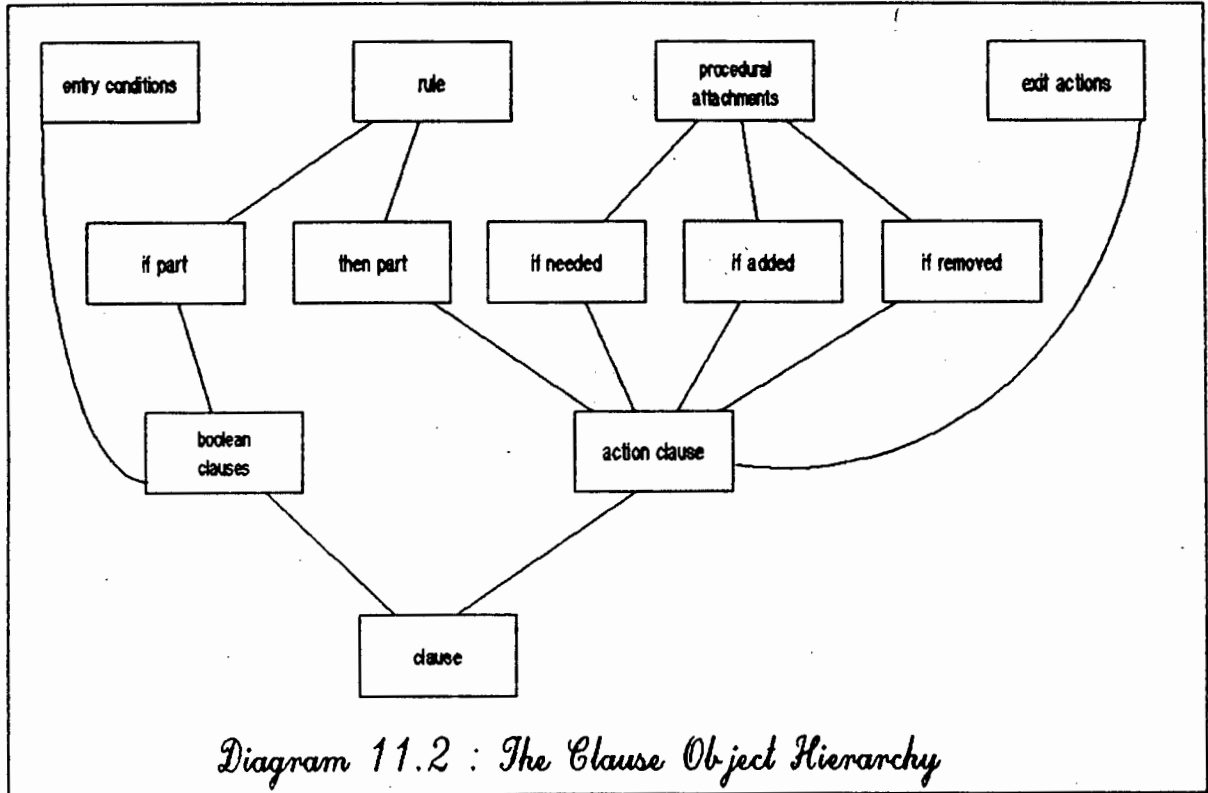 entry conditions
rule
procedural
attachments
exit actions
if part
then part
if needed
if added
if removed
boolean
clauses
action clause
clause
Diagram 11.2 : The Clause Object Hierarchy